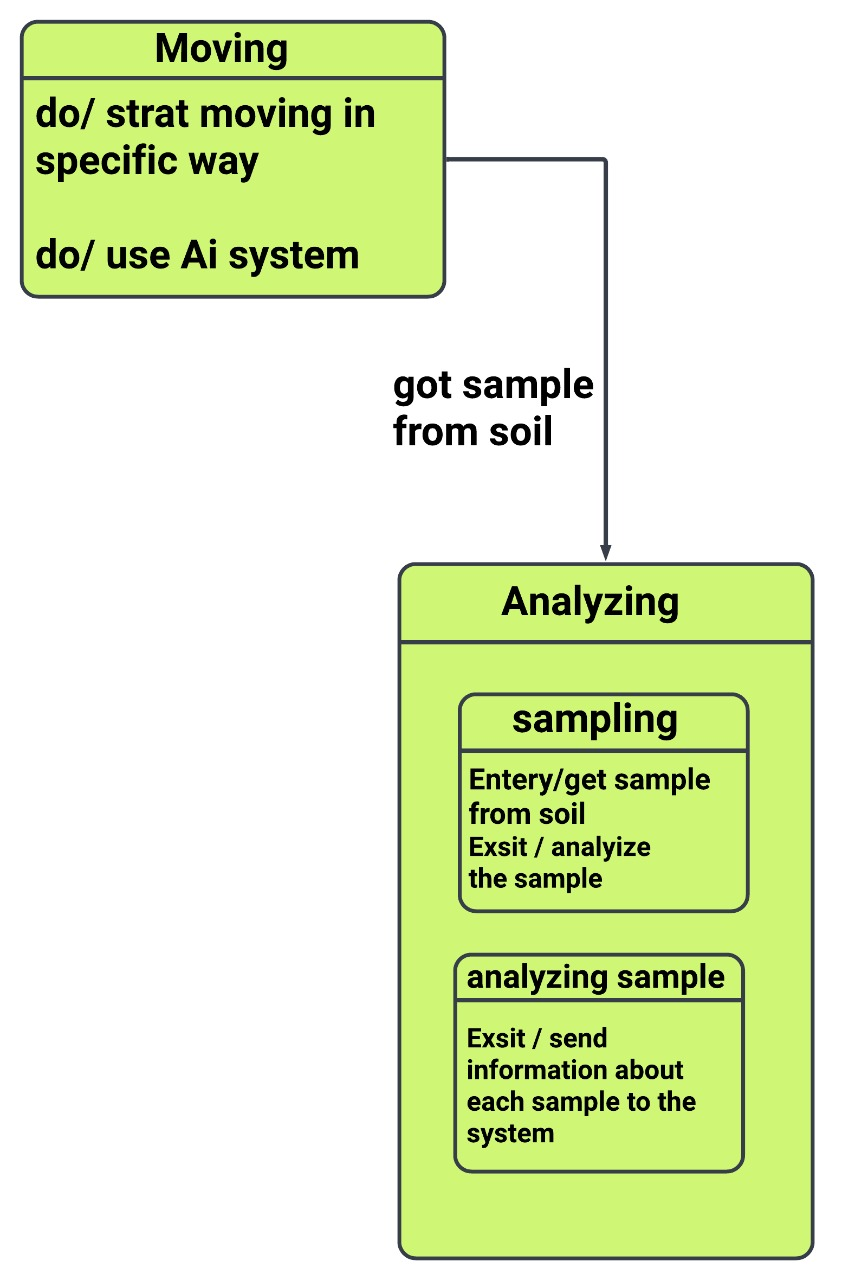 Moving
do/ strat moving in
specific way
do/ use Ai system
got sample
from soil
Analyzing
sampling
Entery/get sample
from soil
Exsit / analyize
the sample
analyzing sample
Exsit / send
information about
each sample to the
system